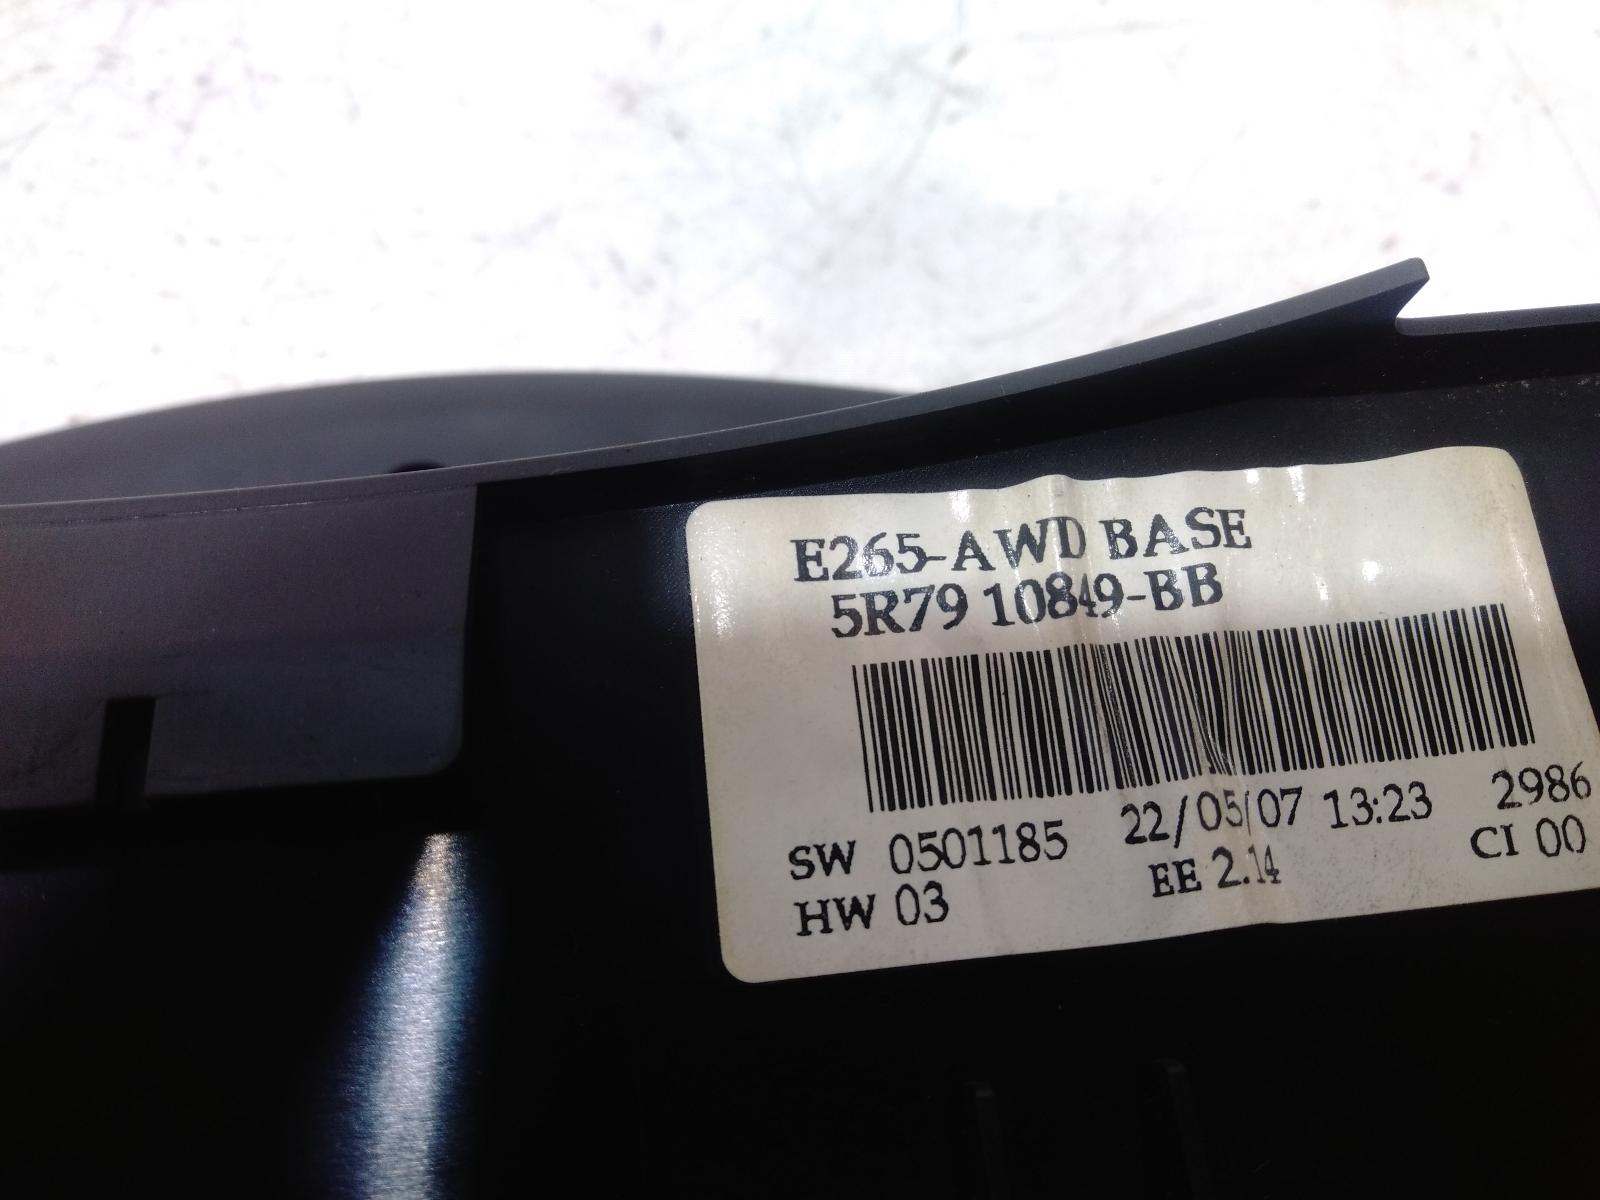 E265-AWD BASE
5R79 10849-BB
SW 0501185 22/05/07 13:23 2986
HW 03 EE 2.14 CI 00